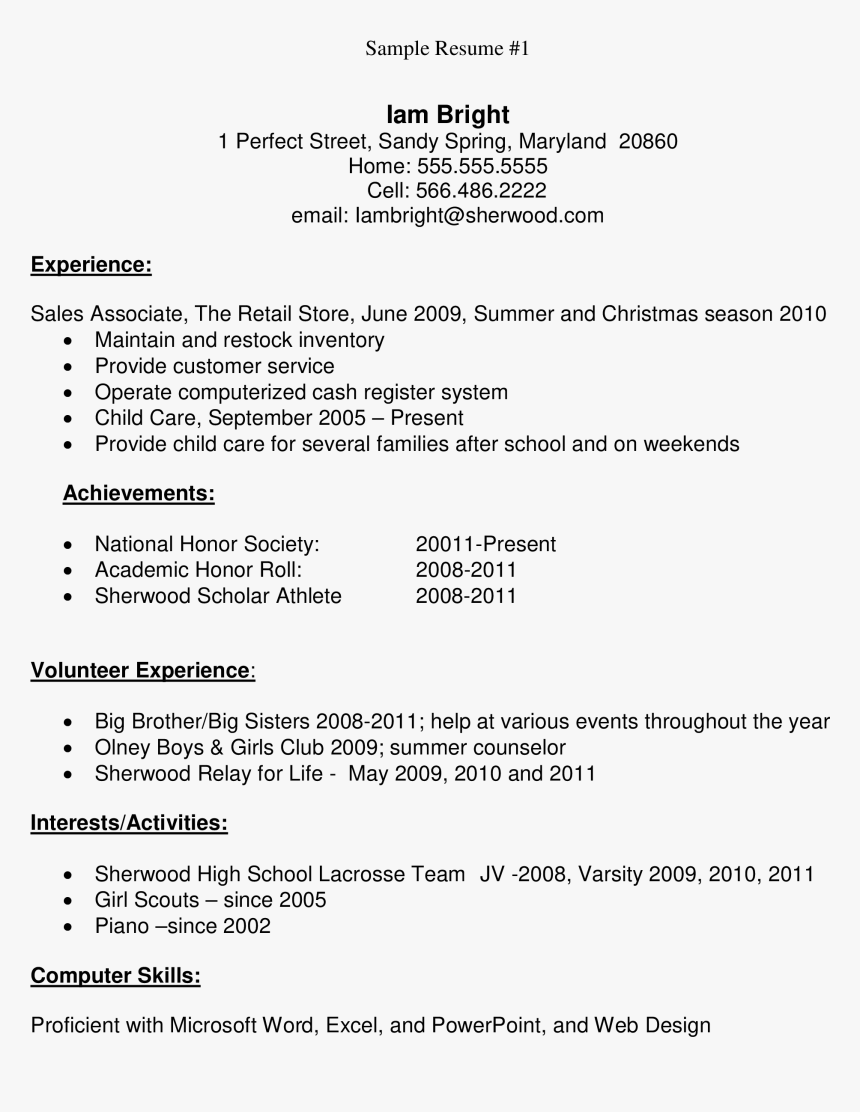 Sample Resume #1
Iam Bright
1 Perfect Street, Sandy Spring, Maryland 20860
Home: 555.555.5555
Cell: 566.486.2222
email: Iambright@sherwood.com
Experience:
Sales Associate, The Retail Store, June 2009, Summer and Christmas season 2010
• Maintain and restock inventory
• Provide customer service
• Operate computerized cash register system
• Child Care, September 2005 – Present
• Provide child care for several families after school and on weekends
Achievements:
• National Honor Society: 20011-Present
• Academic Honor Roll: 2008-2011
• Sherwood Scholar Athlete 2008-2011
Volunteer Experience:
• Big Brother/Big Sisters 2008-2011; help at various events throughout the year
• Olney Boys & Girls Club 2009; summer counselor
• Sherwood Relay for Life - May 2009, 2010 and 2011
Interests/Activities:
• Sherwood High School Lacrosse Team JV -2008, Varsity 2009, 2010, 2011
• Girl Scouts – since 2005
• Piano –since 2002
Computer Skills:
Proficient with Microsoft Word, Excel, and PowerPoint, and Web Design